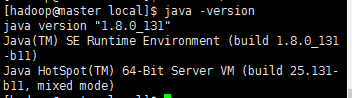 [hadoop@master local]$ java -version
java version "1.8.0_131"
Java(TM) SE Runtime Environment (build 1.8.0_131
-b11)
Java HotSpot(TM) 64-Bit Server VM (build 25.131-
b11, mixed mode)
[hadoop@master local]$